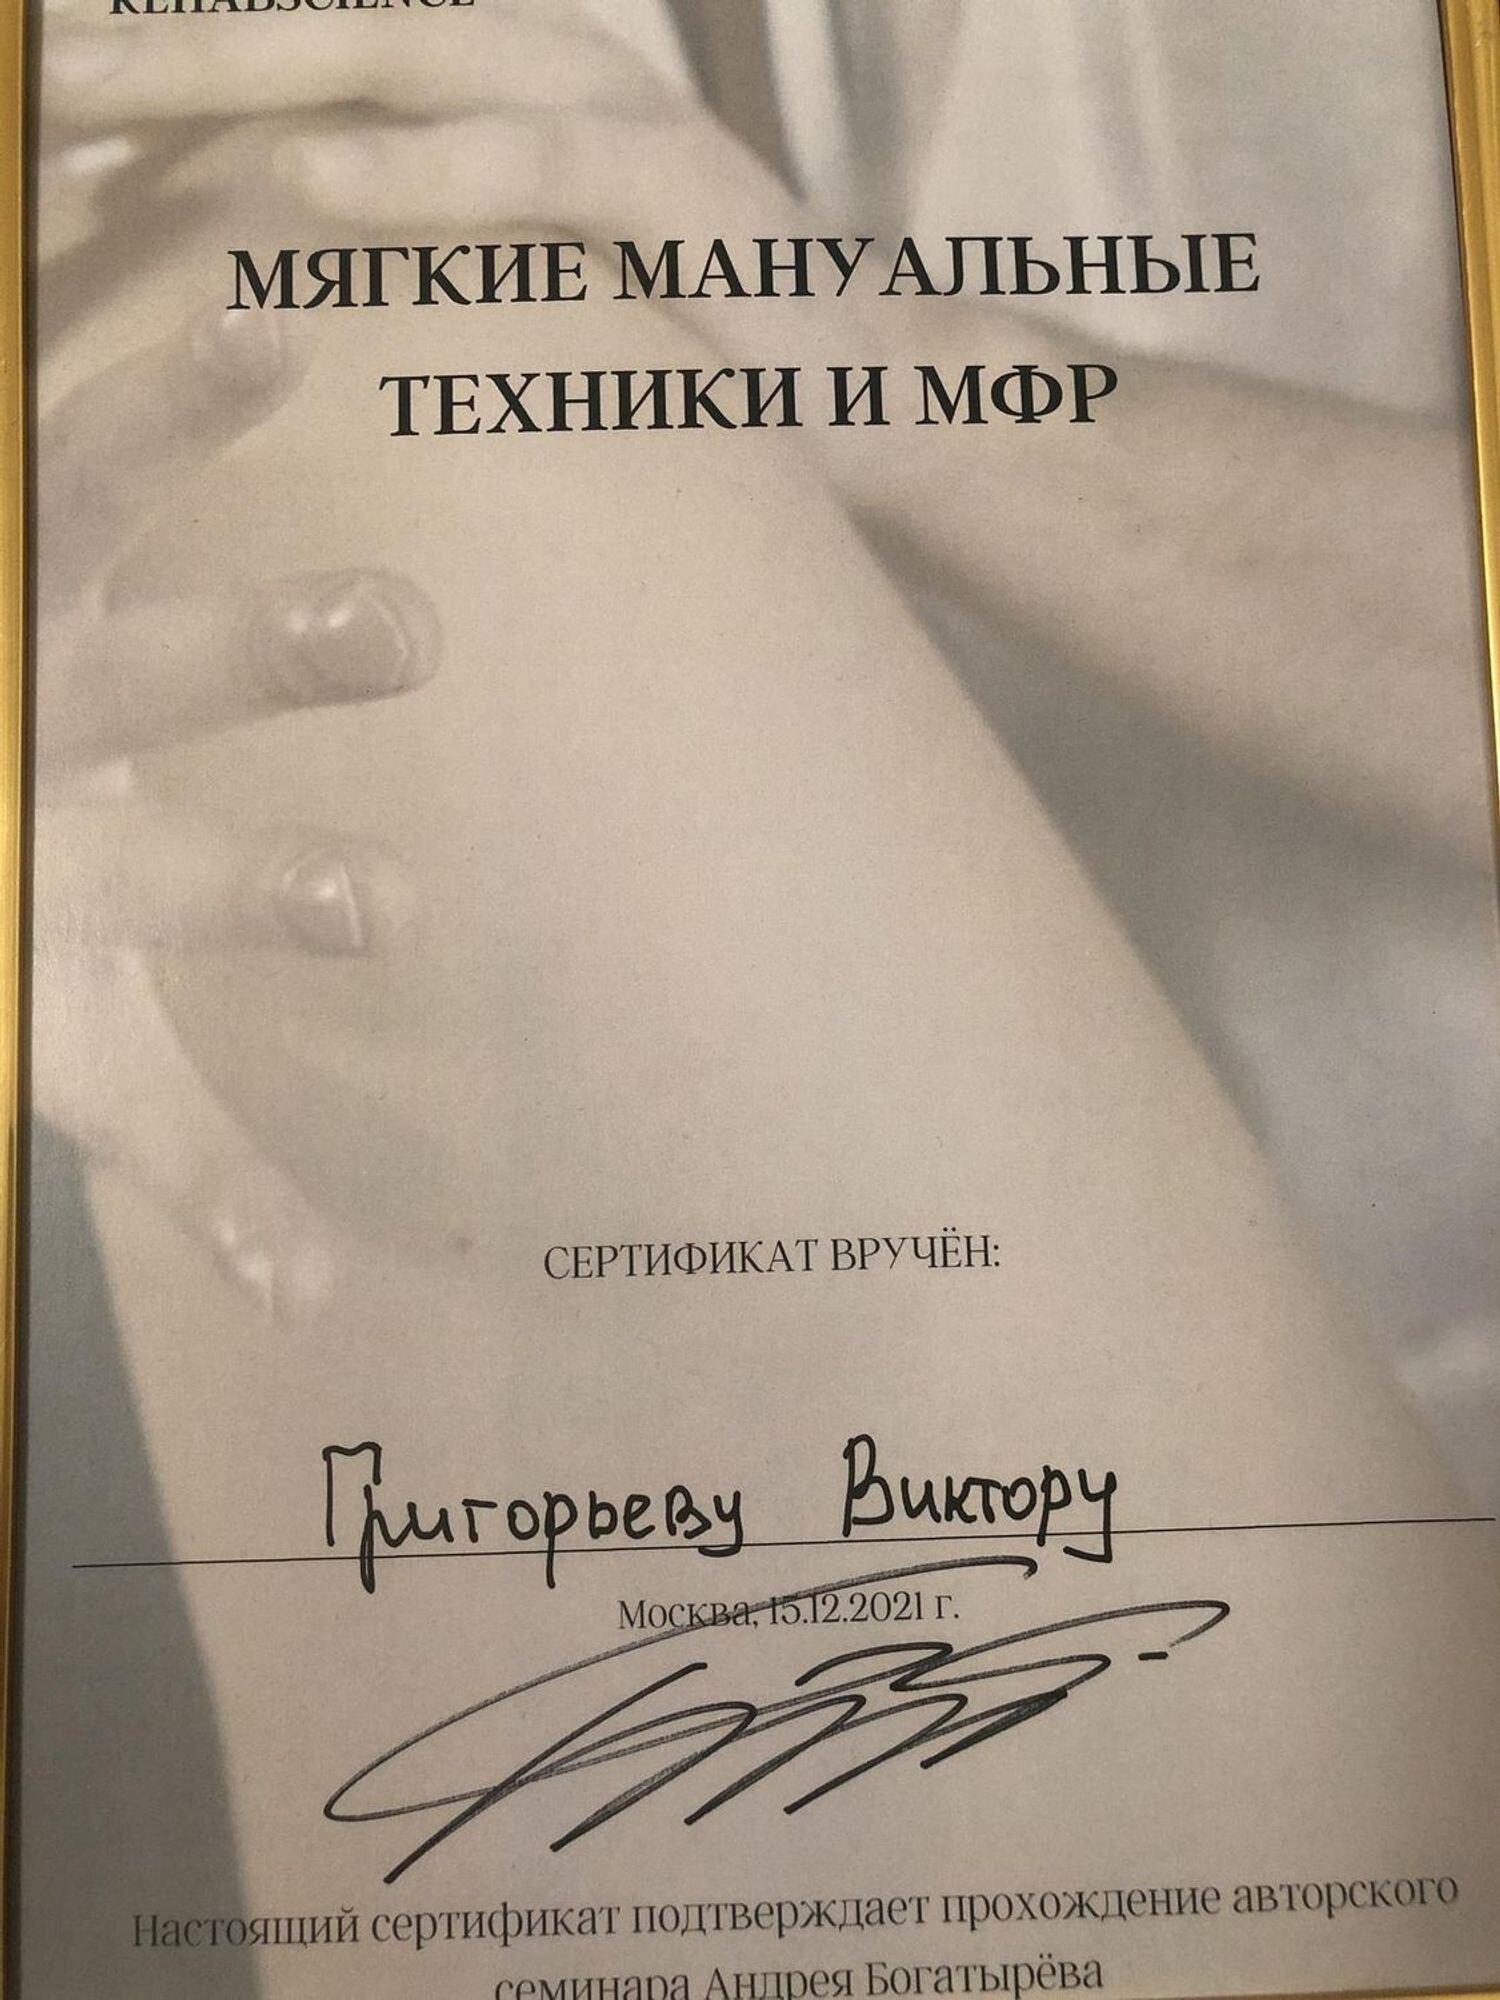 REHABSCIENCE
МЯГКИЕ МАНУАЛЬНЫЕ
ТЕХНИКИ И МФР
СЕРТИФИКАТ ВРУЧЁН:
Григорьеву Виктору
Москва, 15.12.2021 г.
Настоящий сертификат подтверждает прохождение авторского
семинара Андрея Богатырёва